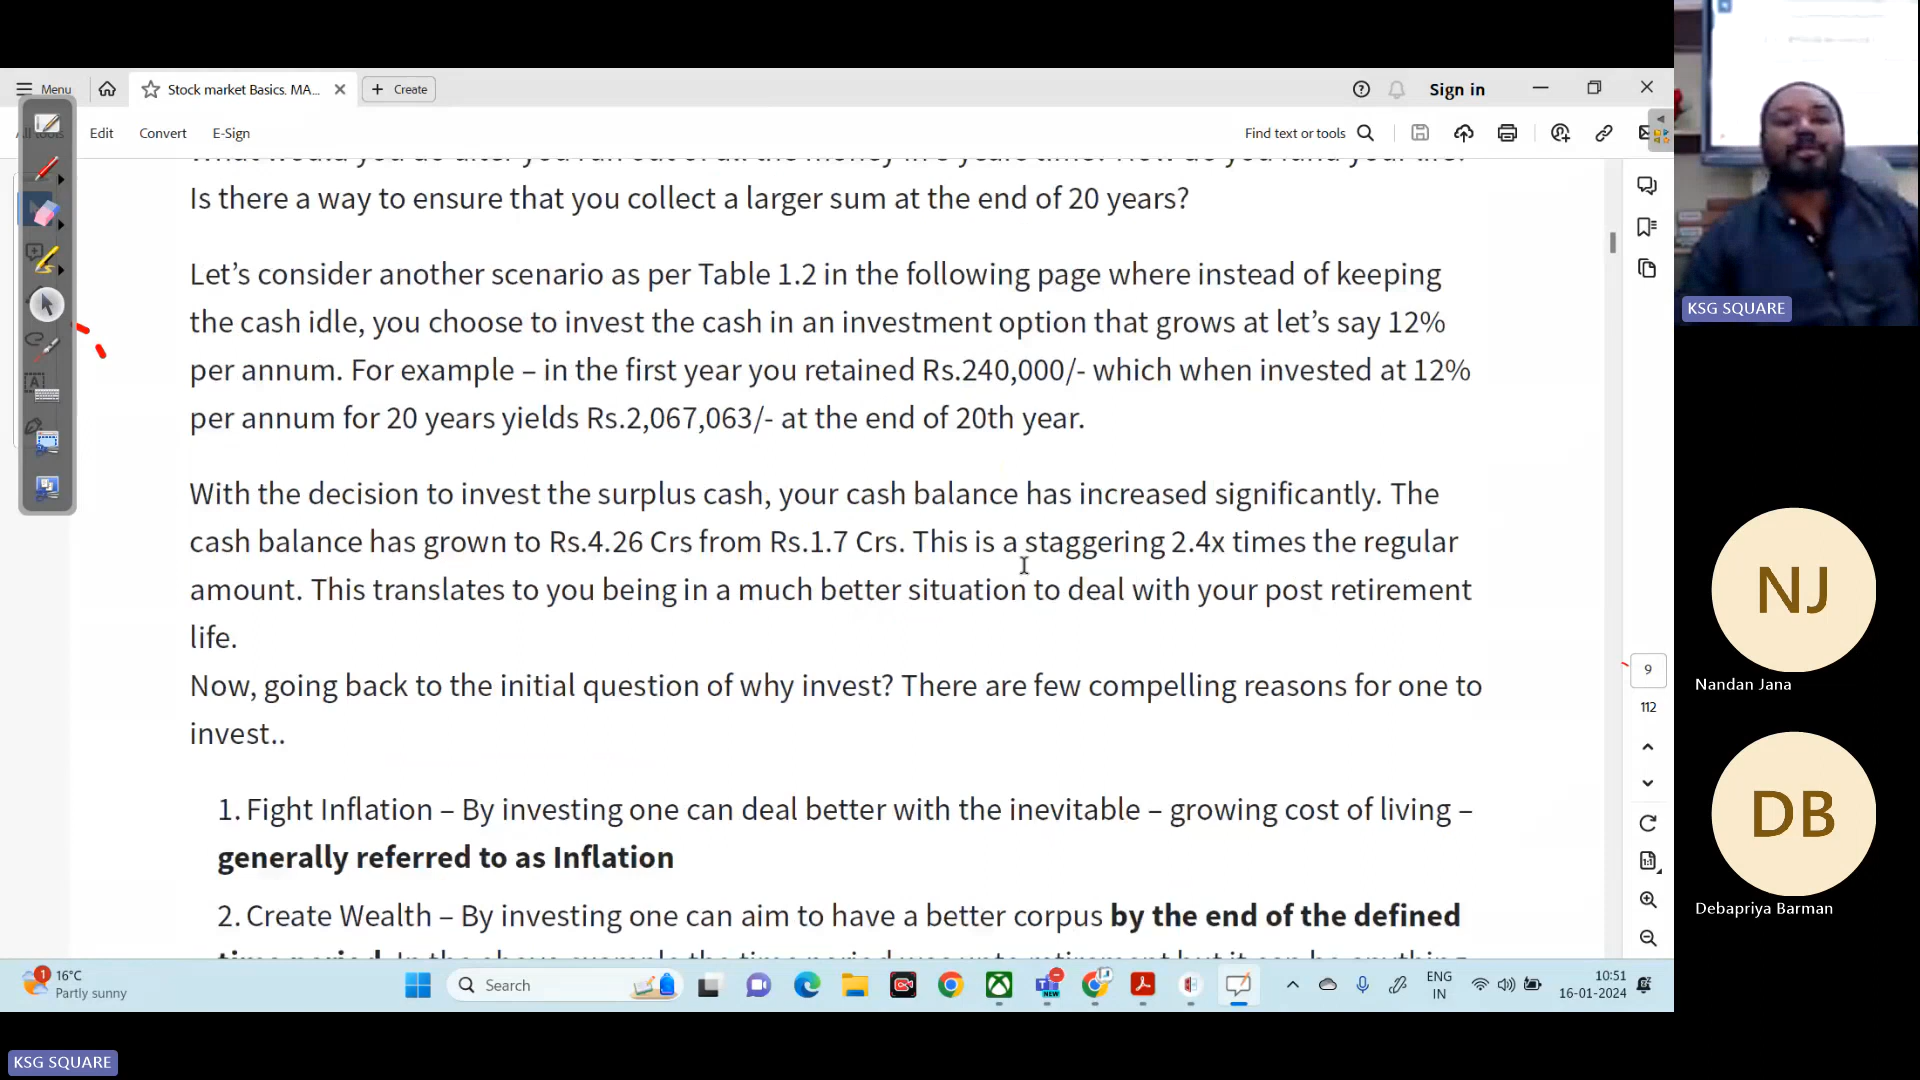 Menu
Stock market Basics. MA...
Create
Sign in
Edit
Convert
E-Sign
Find text or tools
Is there a way to ensure that you collect a larger sum at the end of 20 years?
Let’s consider another scenario as per Table 1.2 in the following page where instead of keeping
the cash idle, you choose to invest the cash in an investment option that grows at let’s say 12%
per annum. For example – in the first year you retained Rs.240,000/- which when invested at 12%
per annum for 20 years yields Rs.2,067,063/- at the end of 20th year.
With the decision to invest the surplus cash, your cash balance has increased significantly. The
cash balance has grown to Rs.4.26 Crs from Rs.1.7 Crs. This is a staggering 2.4x times the regular
amount. This translates to you being in a much better situation to deal with your post retirement
life.
Now, going back to the initial question of why invest? There are few compelling reasons for one to
invest..
1. Fight Inflation – By investing one can deal better with the inevitable – growing cost of living –
generally referred to as Inflation
2. Create Wealth – By investing one can aim to have a better corpus by the end of the defined
9
112
KSG SQUARE
NJ
Nandan Jana
DB
Debapriya Barman
1
16°C
Partly sunny
Search
NEW
ENG
IN
10:51
16-01-2024
KSG SQUARE